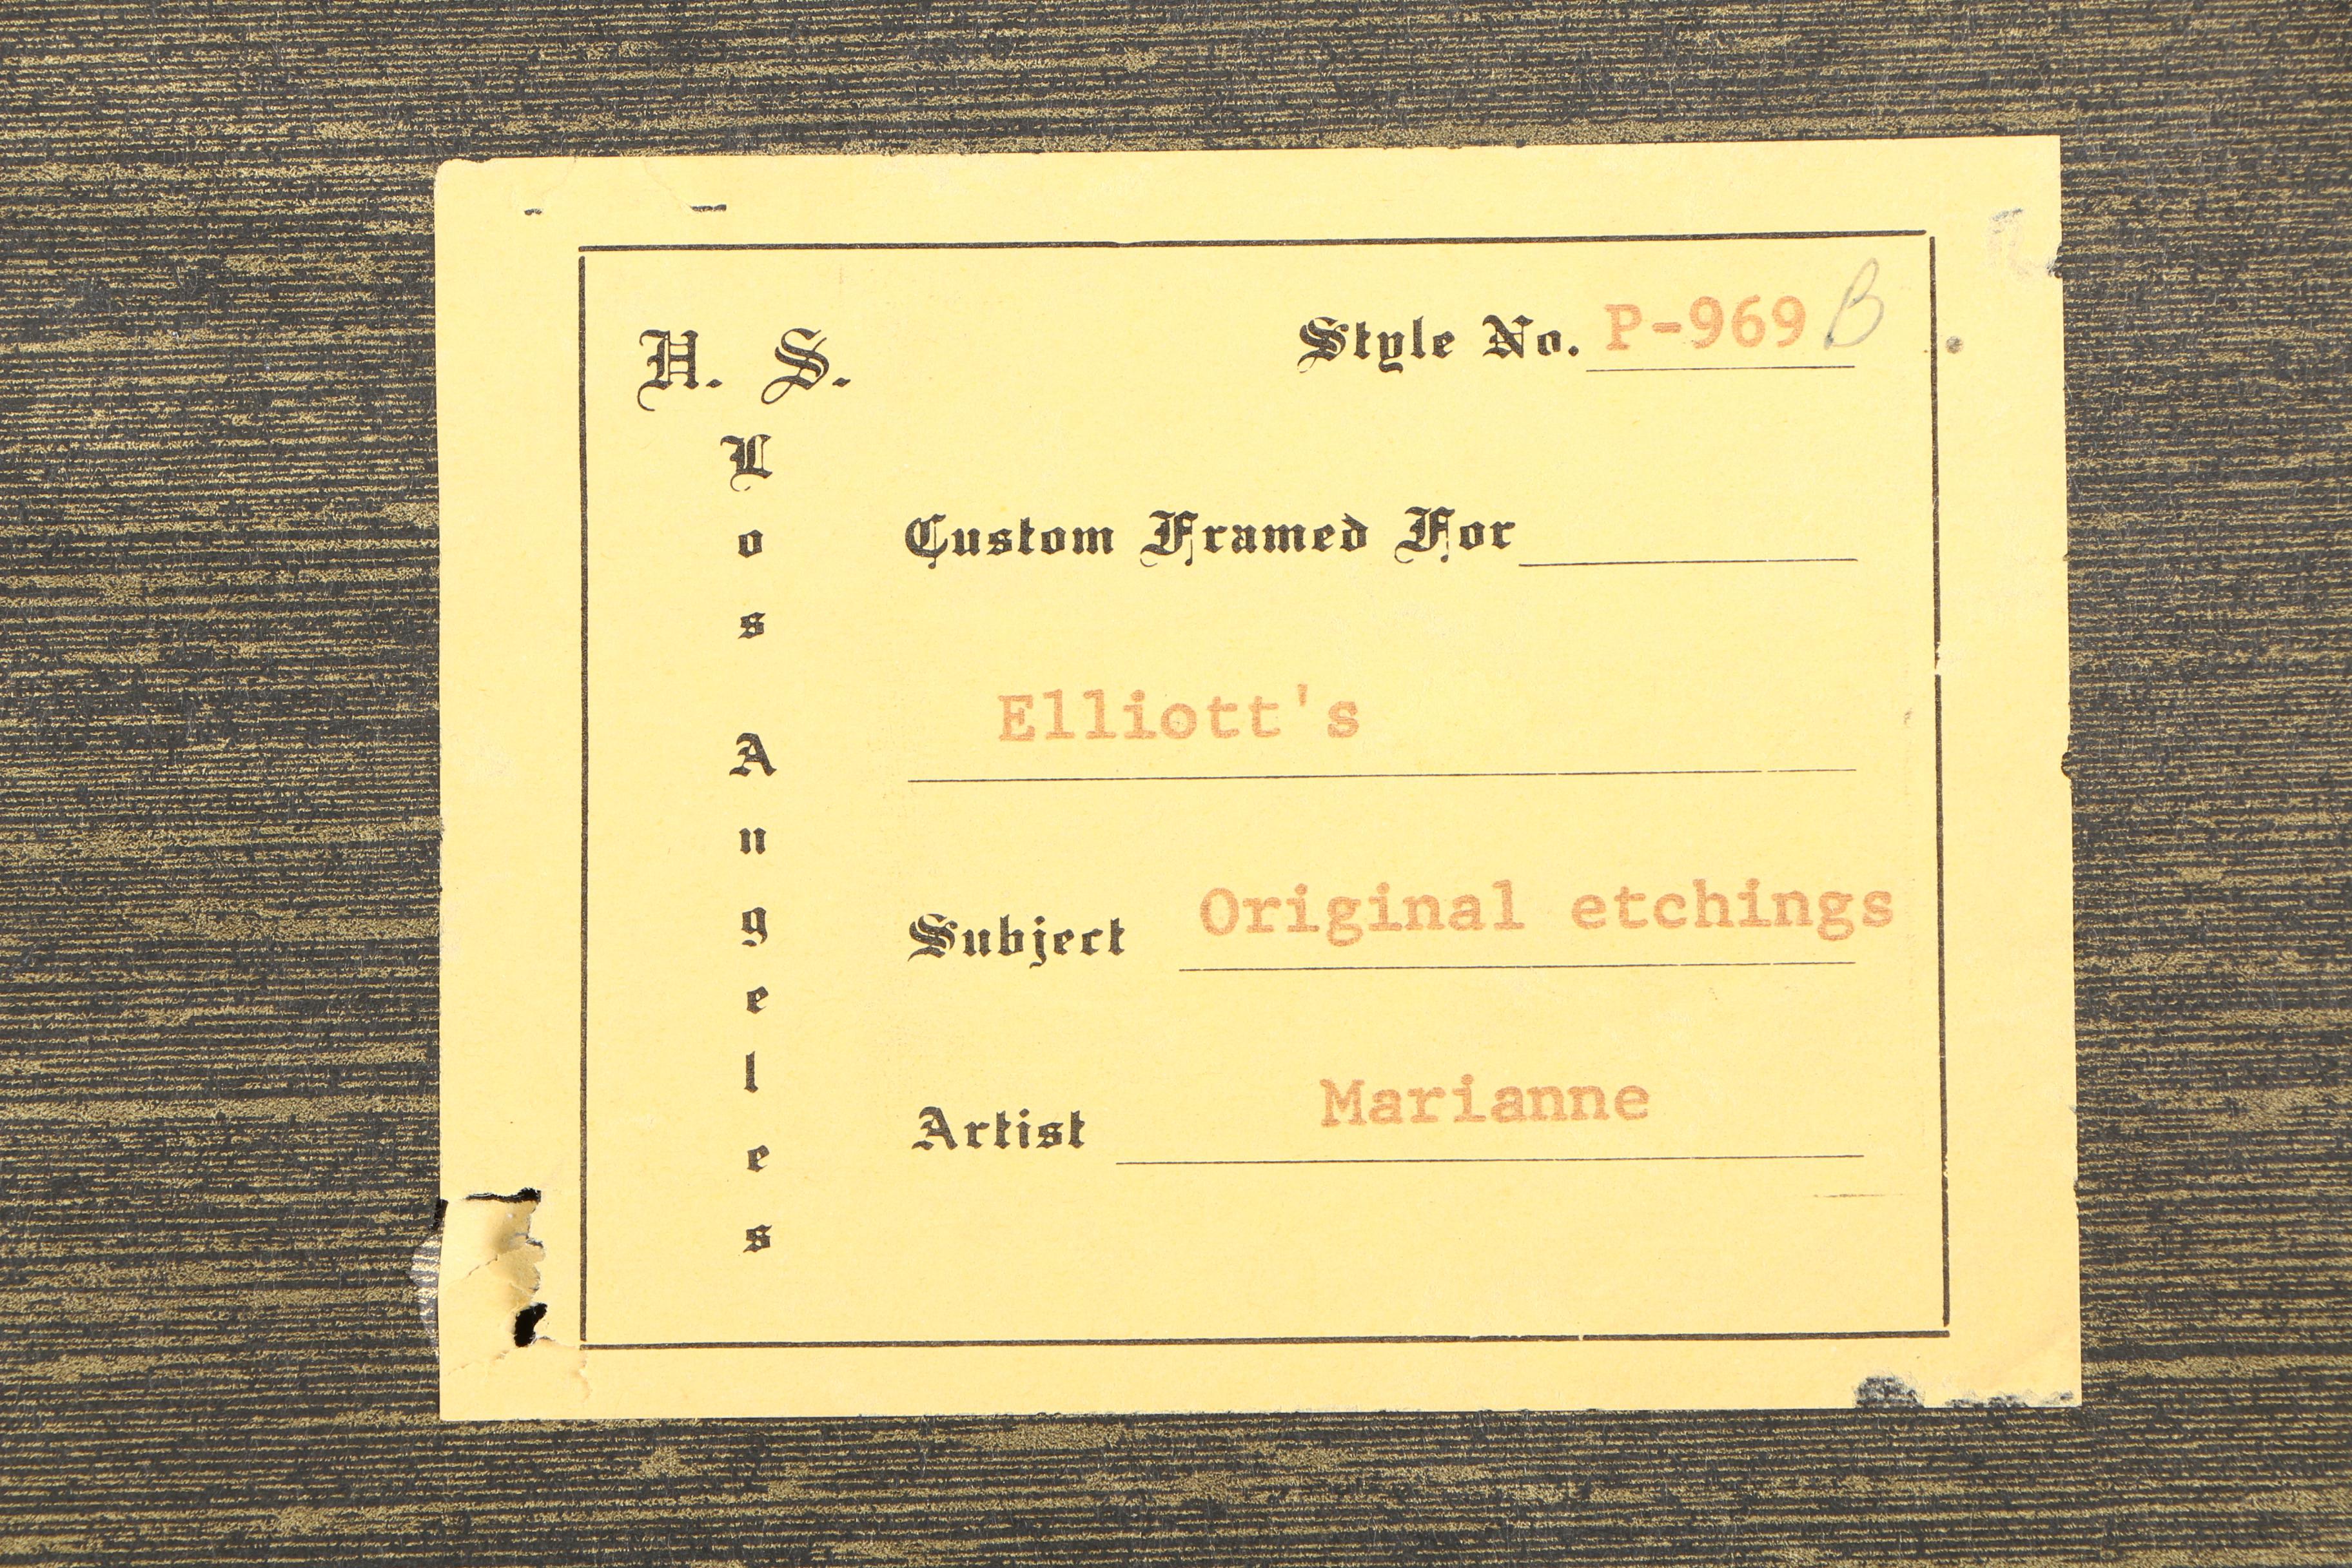 H. S.
Los Angeles
Style No. P-969 B
Custom Framed For
Elliott's
Subject Original etchings
Artist Marianne